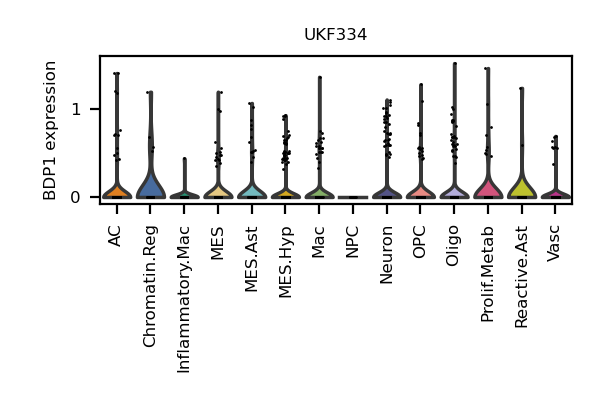 UKF334
BDP1 expression
1
0
AC
Chromatin.Reg
Inflammatory.Mac
MES
MES.Ast
MES.Hyp
Mac
NPC
Neuron
OPC
Oligo
Prolif.Metab
Reactive.Ast
Vasc